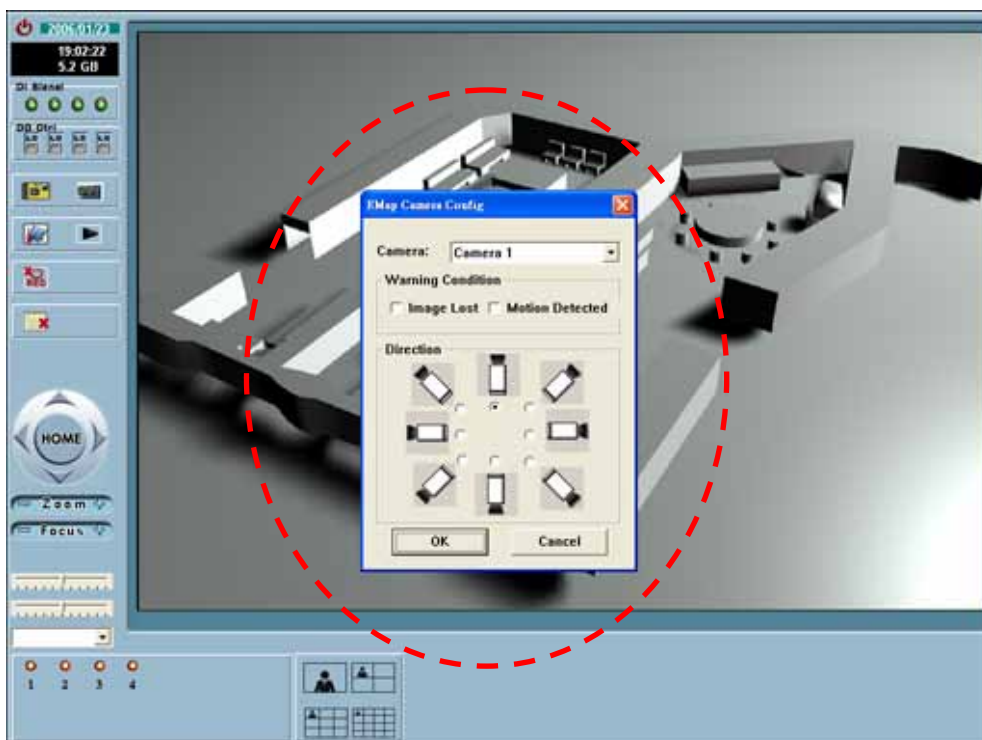 2006/01/23
19:02:22
5.2 GB
DI Signal
DO Ctrl
REC
HOME
Zoom
Focus
1 2 3 4
EMap Camera Config
Camera: Camera 1
Warning Condition
Image Lost Motion Detected
Direction
OK Cancel